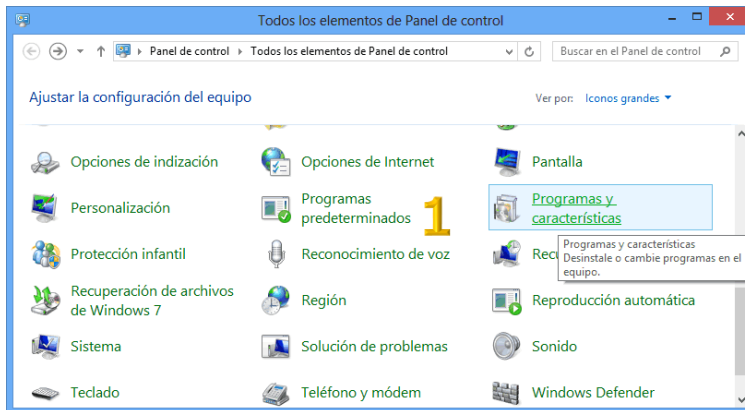 Todos los elementos de Panel de control
Panel de control Todos los elementos de Panel de control Buscar en el Panel de control
Ajustar la configuración del equipo Ver por: Iconos grandes
Opciones de indización Opciones de Internet Pantalla
Personalización Programas predeterminados 1 Programas y características
Programas y características
Desinstale o cambie programas en el
equipo.
Protección infantil Reconocimiento de voz
Recuperación de archivos
de Windows 7
Región Reproducción automática
Sistema Solución de problemas Sonido
Teclado Teléfono y módem Windows Defender